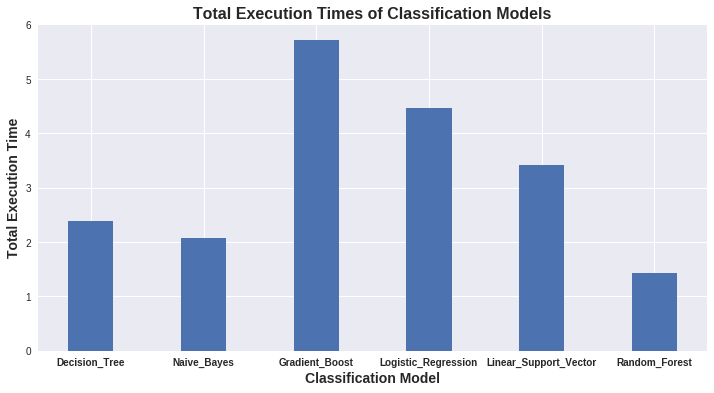 Total Execution Times of Classification Models
Total Execution Time
6
5
4
3
2
1
0
Decision_Tree Naive_Bayes Gradient_Boost Logistic_Regression Linear_Support_Vector Random_Forest
Classification Model